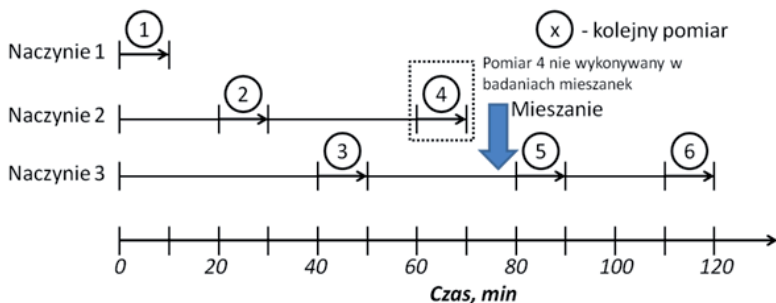 1
x - kolejny pomiar
Naczynie 1
Pomiar 4 nie wykonywany w
badaniach mieszanek
2
4
Mieszanie
Naczynie 2
3
5
6
Naczynie 3
0 20 40 60 80 100 120
Czas, min